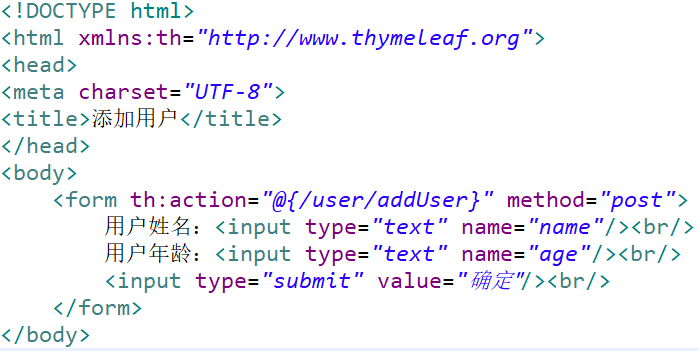 <!DOCTYPE html>
<html xmlns:th="http://www.thymeleaf.org">
<head>
<meta charset="UTF-8">
<title>添加用户</title>
</head>
<body>
    <form th:action="@{/user/addUser}" method="post">
        用户姓名：<input type="text" name="name"/><br/>
        用户年龄：<input type="text" name="age"/><br/>
        <input type="submit" value="确定"/><br/>
    </form>
</body>